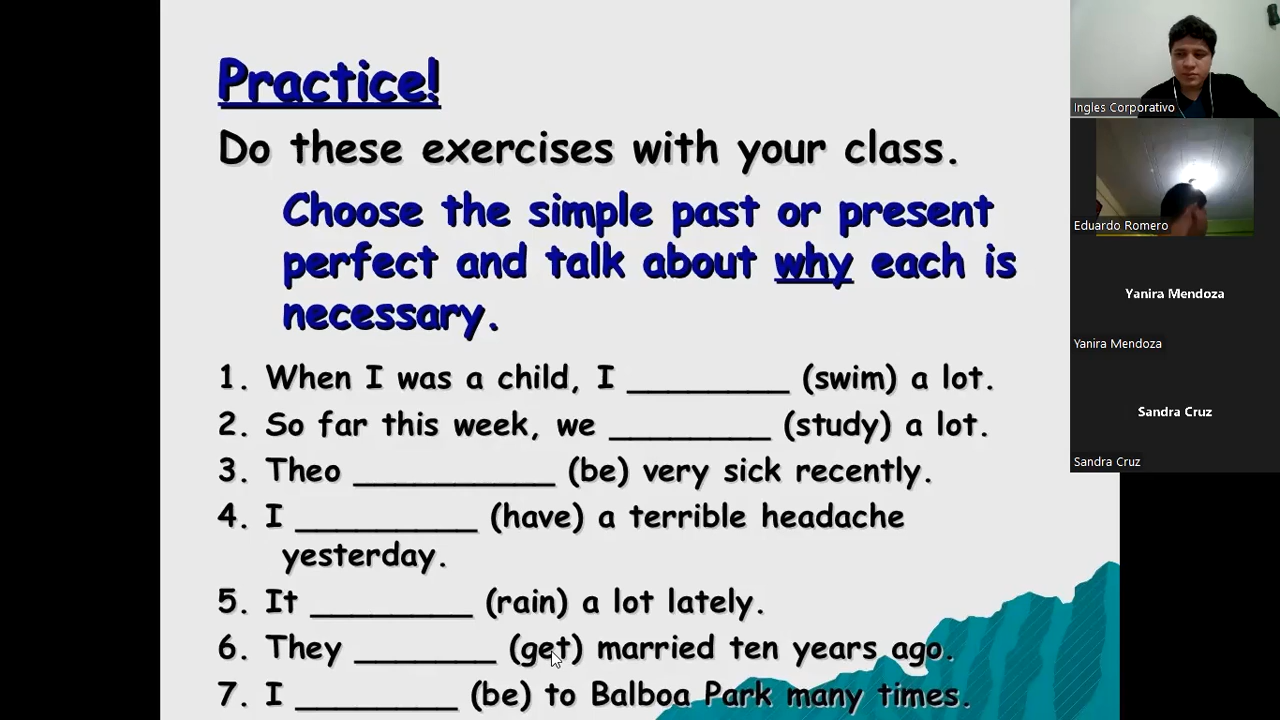 Practice!
Do these exercises with your class.
Choose the simple past or present
perfect and talk about why each is
necessary.
1. When I was a child, I ________ (swim) a lot.
2. So far this week, we ________ (study) a lot.
3. Theo __________ (be) very sick recently.
4. I _________ (have) a terrible headache
yesterday.
5. It ________ (rain) a lot lately.
6. They _______ (get) married ten years ago.
7. I ________ (be) to Balboa Park many times.
Ingles Corporativo
Eduardo Romero
Yanira Mendoza
Yanira Mendoza
Sandra Cruz
Sandra Cruz